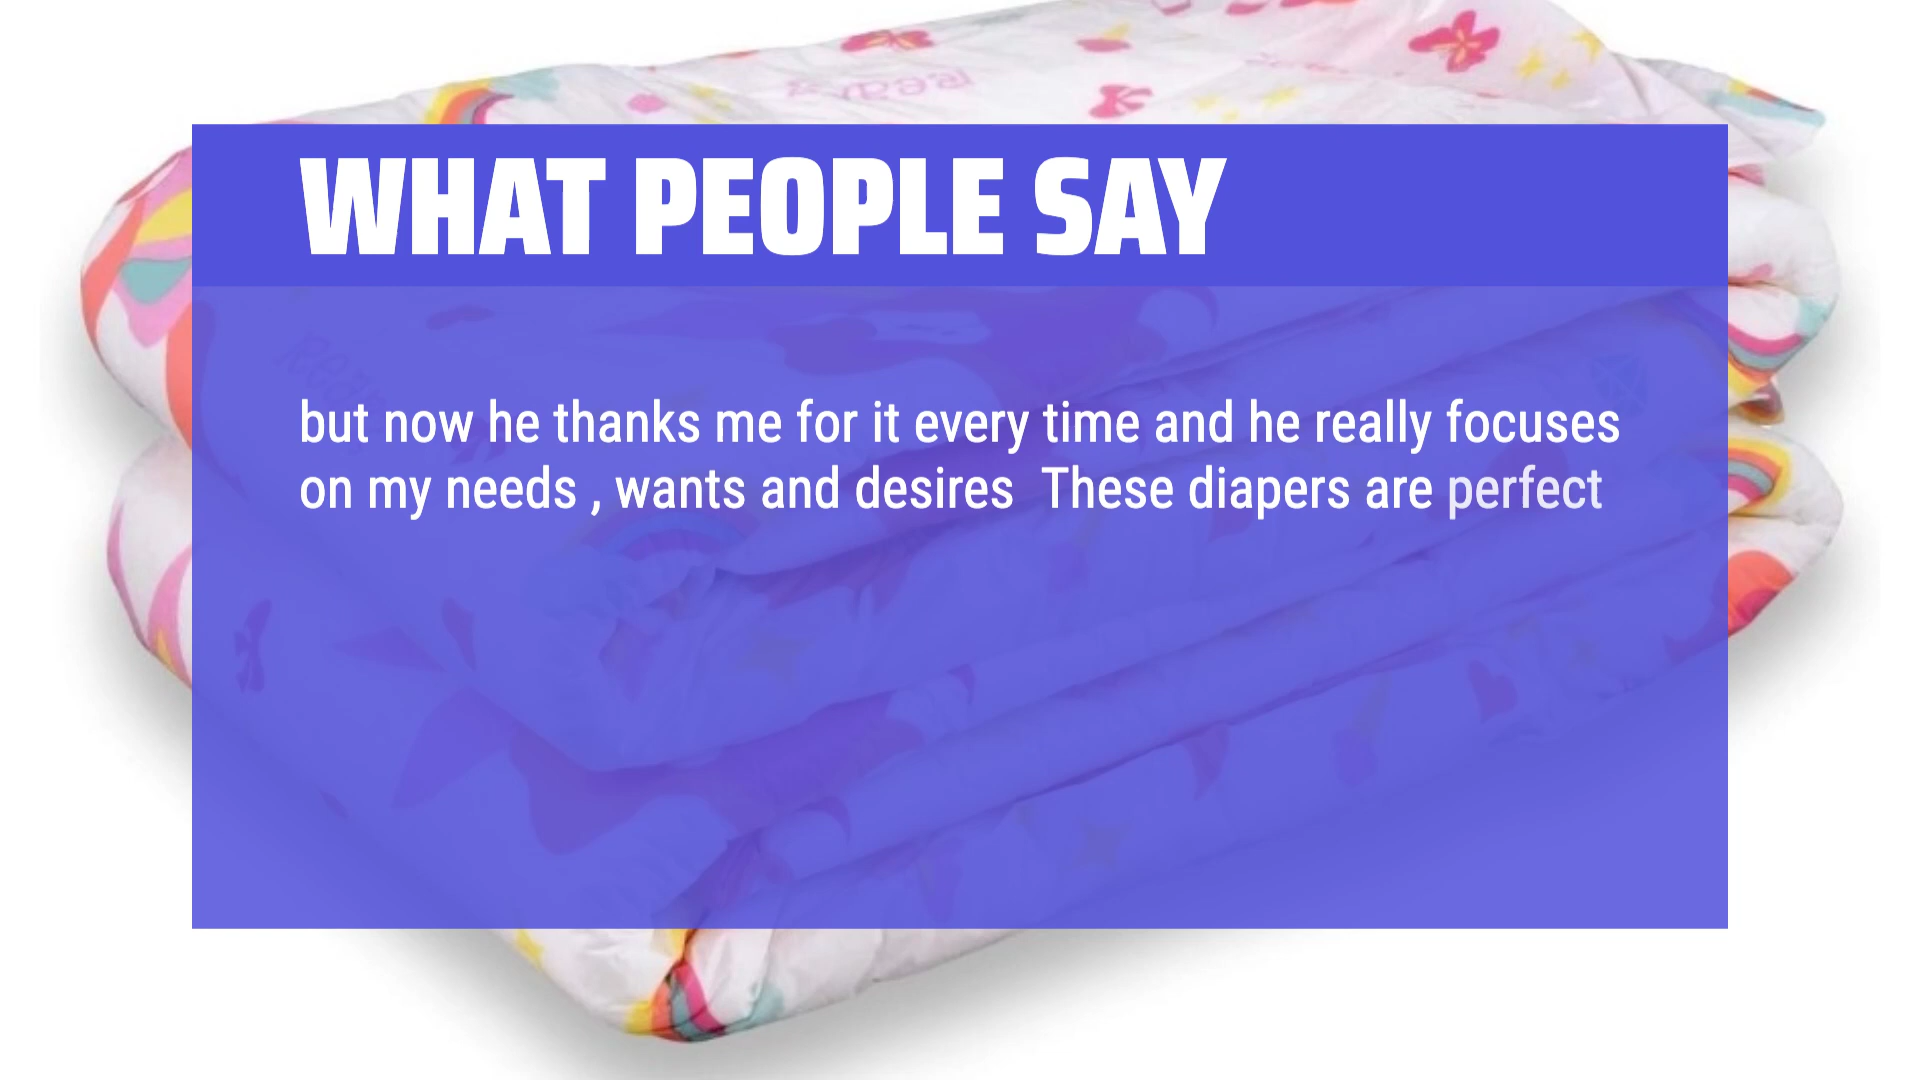 WHAT PEOPLE SAY
but now he thanks me for it every time and he really focuses
on my needs , wants and desires  These diapers are perfect